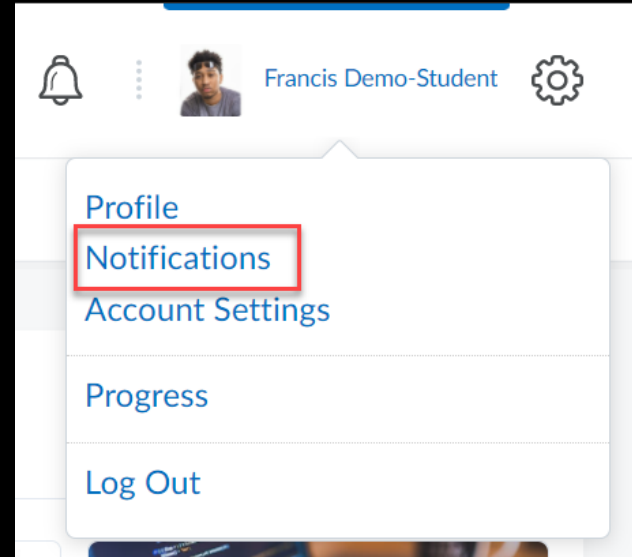 Francis Demo-Student
Profile
Notifications
Account Settings
Progress
Log Out